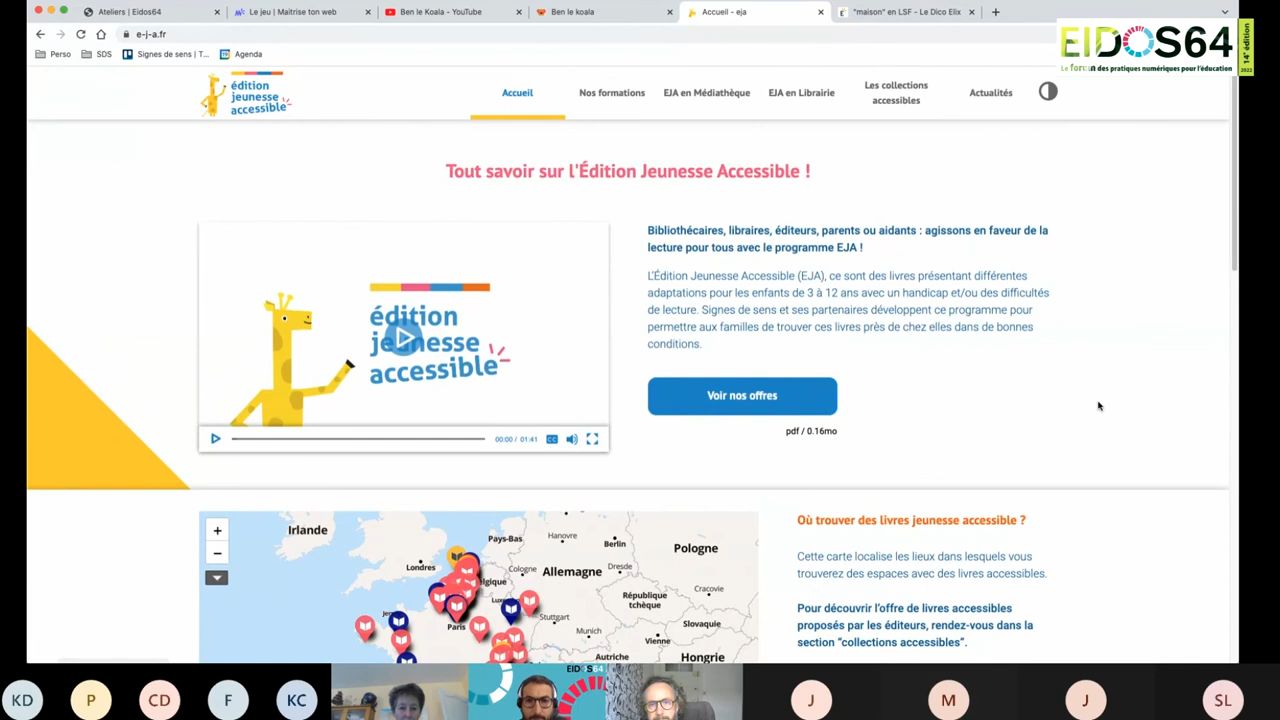 Ateliers | Eidos64
Le jeu | Maitrise ton web
Ben le Koala - YouTube
Ben le koala
Accueil - eja
"maison" en LSF - Le Dico Elix
e-j-a.fr
Perso
SDS
Signes de sens | T...
Agenda
EIDOS64
Le forum des pratiques numériques pour l'éducation
14e édition
2022
édition
jeunesse
accessible
Accueil
Nos formations
EJA en Médiathèque
EJA en Librairie
Les collections
accessibles
Actualités
Tout savoir sur l'Édition Jeunesse Accessible !
édition
jeunesse
accessible
00:00 / 01:41
CC
Bibliothécaires, libraires, éditeurs, parents ou aidants : agissons en faveur de la
lecture pour tous avec le programme EJA !
L'Édition Jeunesse Accessible (EJA), ce sont des livres présentant différentes
adaptations pour les enfants de 3 à 12 ans avec un handicap et/ou des difficultés
de lecture. Signes de sens et ses partenaires développent ce programme pour
permettre aux familles de trouver ces livres près de chez elles dans de bonnes
conditions.
Voir nos offres
pdf / 0.16mo
+
−
Irlande
Pays-Bas
Hanovre
Berlin
Pologne
Londres
Cologne
Allemagne
Dresde
Cracovie
République
tchèque
Paris
Stuttgart
Slovaquie
Munich
Vienne
Autriche
Hongrie
Où trouver des livres jeunesse accessible ?
Cette carte localise les lieux dans lesquels vous
trouverez des espaces avec des livres accessibles.
Pour découvrir l'offre de livres accessibles
proposés par les éditeurs, rendez-vous dans la
section "collections accessibles".
KD
P
CD
F
KC
EIDOS64
J
M
J
SL